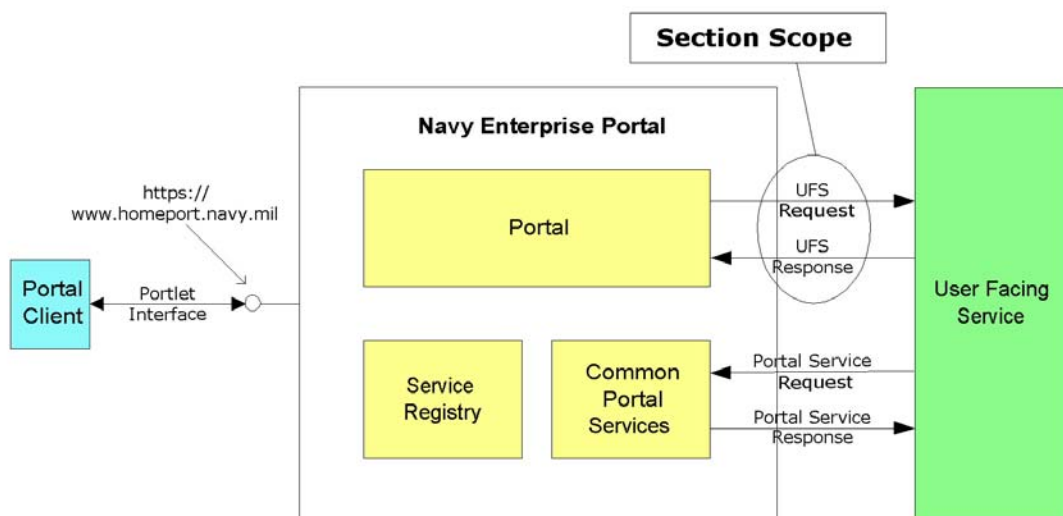 Section Scope
Navy Enterprise Portal
https://
www.homeport.navy.mil
Portal
UFS
Request
UFS
Response
Portal
Client
Portlet
Interface
User Facing
Service
Service
Registry
Common
Portal
Services
Portal Service
Request
Portal Service
Response